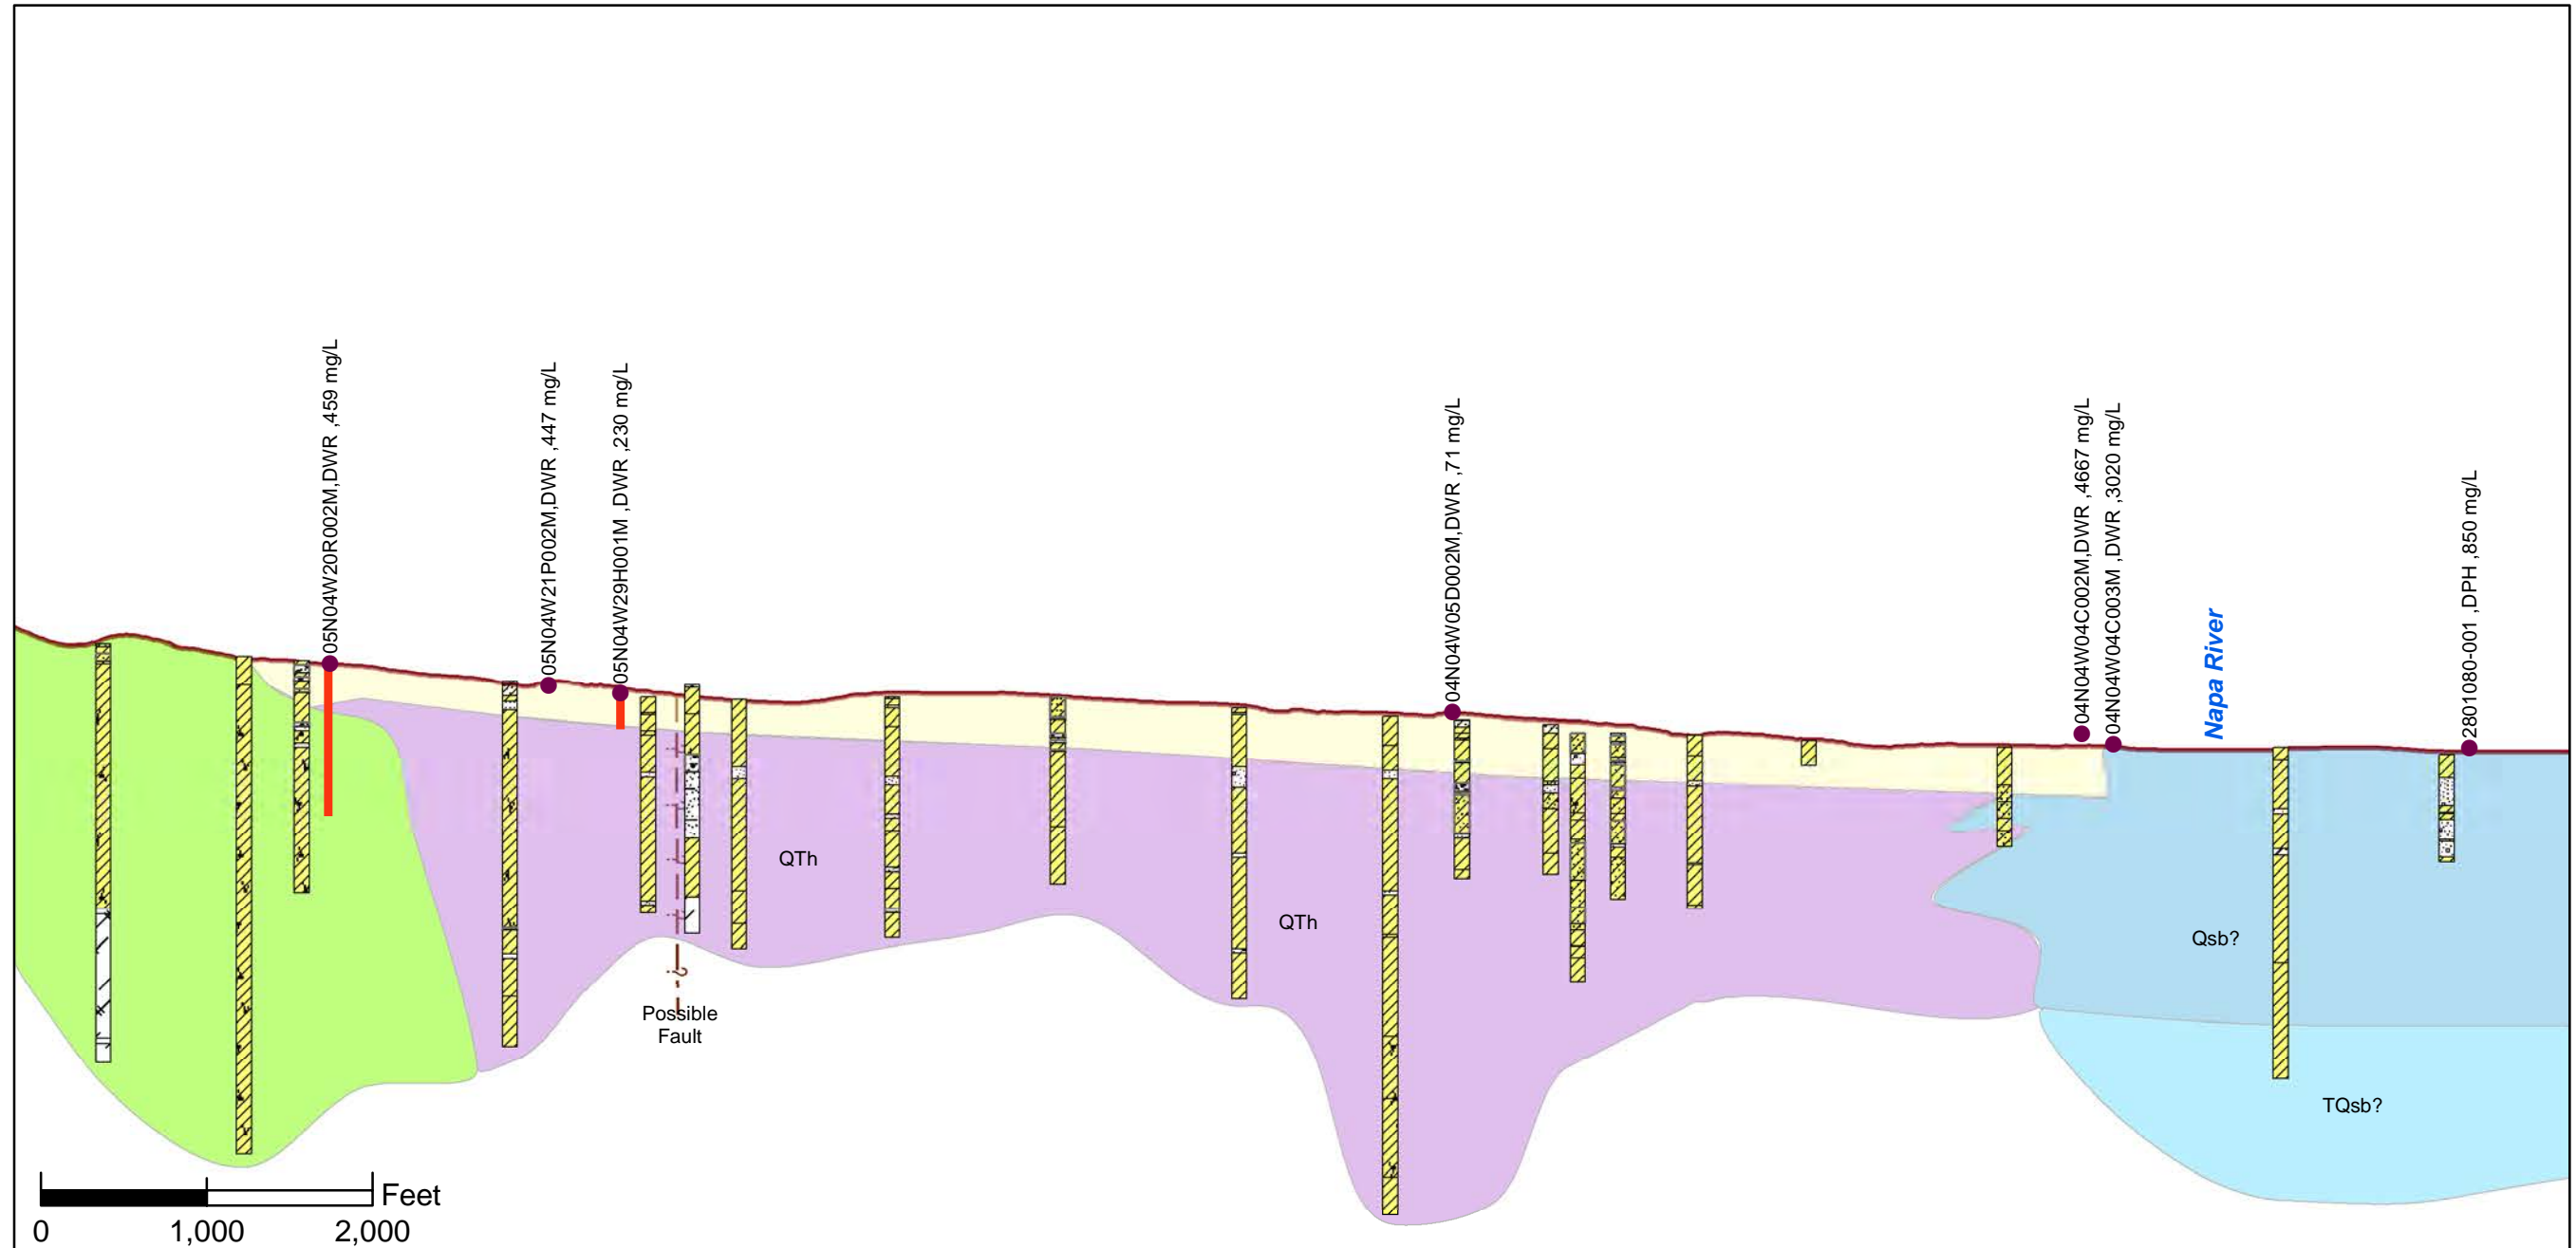 05N04W20R002M,DWR ,459 mg/L
05N04W21P002M,DWR ,447 mg/L
05N04W29H001M ,DWR ,230 mg/L
04N04W05D002M,DWR ,71 mg/L
04N04W04C002M,DWR ,4667 mg/L
04N04W04C003M ,DWR ,3020 mg/L
Napa River
2801080-001 ,DPH ,850 mg/L
QTh
QTh
Qsb?
?
Possible
Fault
TQsb?
Feet
0 1,000 2,000